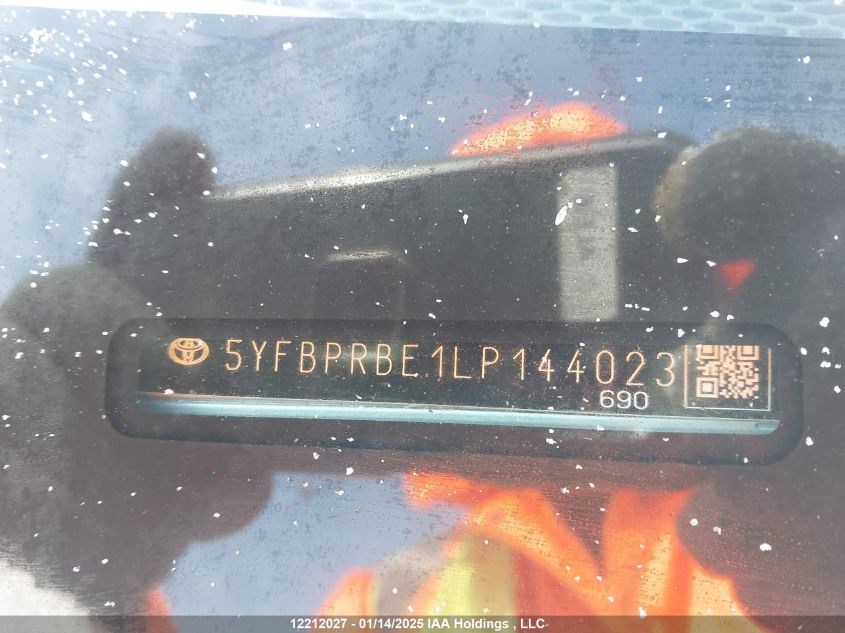 5YFBPRBE1LP144023
690
12212027 - 01/14/2025 IAA Holdings , LLC